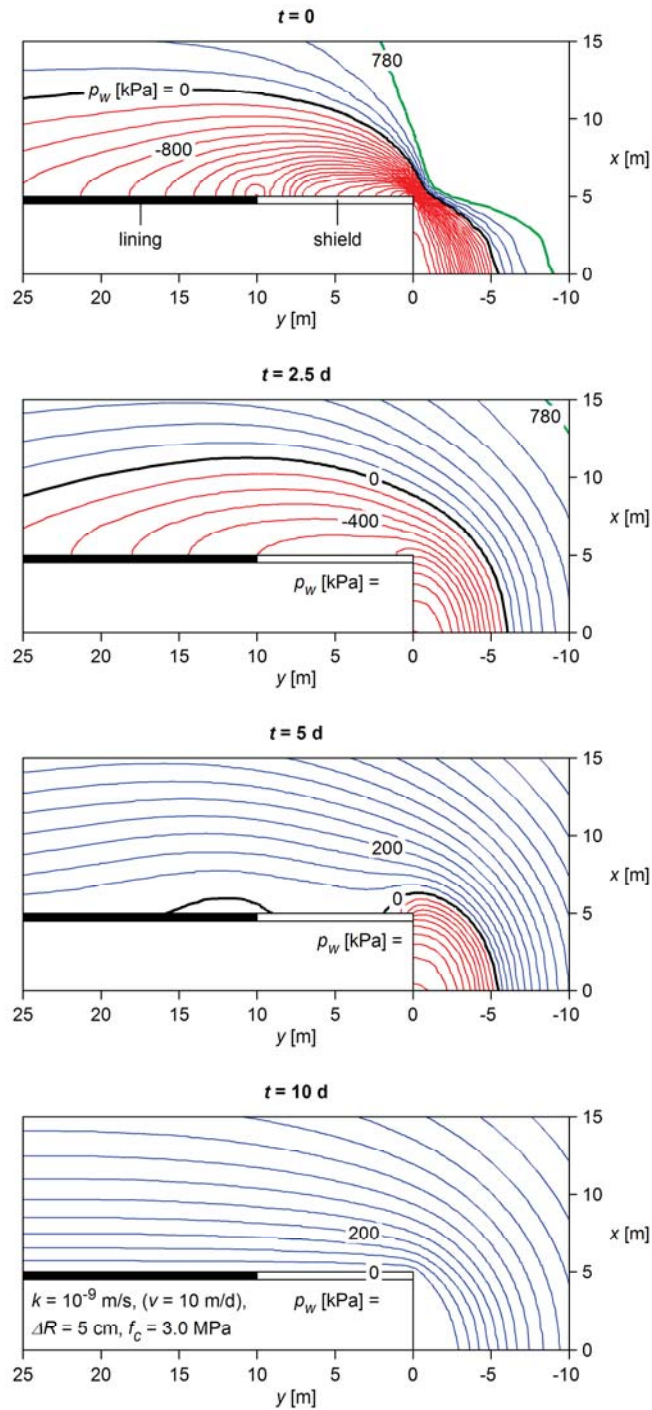 t = 0
15
10
5
0
x [m]
780
p_w [kPa] = 0
-800
lining
shield
25 20 15 10 5 0 -5 -10
y [m]
t = 2.5 d
15
10
5
0
x [m]
780
0
-400
p_w [kPa] =
25 20 15 10 5 0 -5 -10
y [m]
t = 5 d
15
10
5
0
x [m]
200
0
p_w [kPa] =
25 20 15 10 5 0 -5 -10
y [m]
t = 10 d
15
10
5
0
x [m]
200
0
k = 10⁻⁹ m/s, (v = 10 m/d),
ΔR = 5 cm, f_c = 3.0 MPa
p_w [kPa] =
25 20 15 10 5 0 -5 -10
y [m]